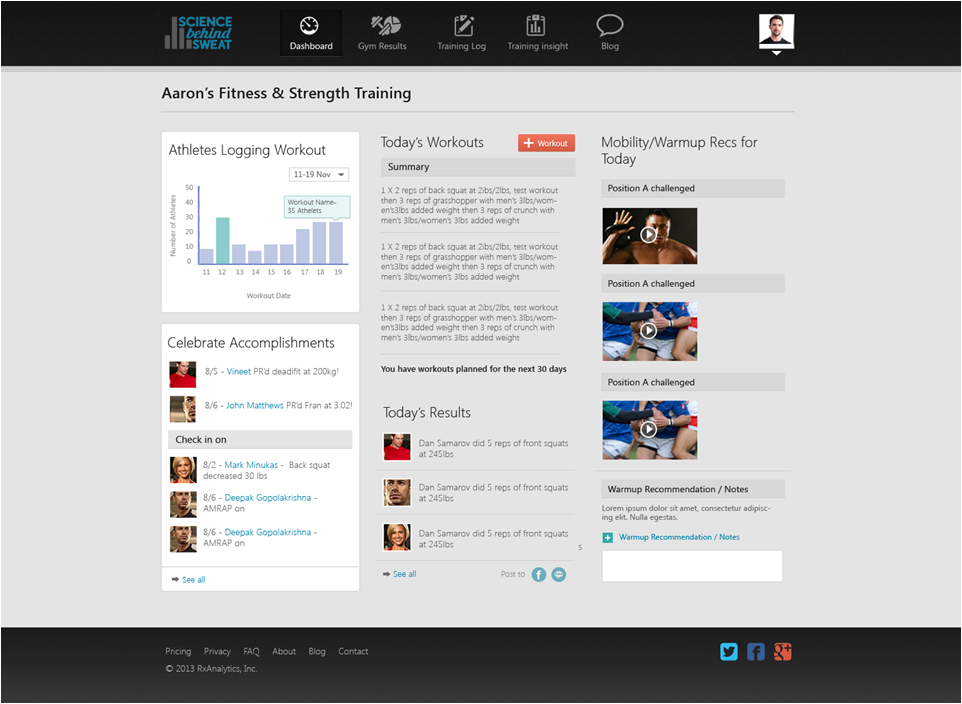 SCIENCE
behind
SWEAT
Dashboard
Gym Results
Training Log
Training insight
Blog
Aaron's Fitness & Strength Training
Athletes Logging Workout
11-19 Nov
50
40
30
20
10
0
Number of Athletes
Workout Name-
35 Athelets
11 12 13 14 15 16 17 18 19
Workout Date
Celebrate Accomplishments
8/5 - Vineet PR'd deadifit at 200kg!
8/6 - John Matthews PR'd Fran at 3:02!
Check in on
8/2 - Mark Minukas - Back squat
decreased 30 lbs
8/6 - Deepak Gopolakrishna -
AMRAP on
8/6 - Deepak Gopolakrishna -
AMRAP on
See all
Today's Workouts
+ Workout
Summary
1 X 2 reps of back squat at 2ibs/2lbs, test workout
then 3 reps of grasshopper with men's 3lbs/wom-
en's3lbs added weight then 3 reps of crunch with
men's 3lbs/women's 3lbs added weight
1 X 2 reps of back squat at 2ibs/2lbs, test workout
then 3 reps of grasshopper with men's 3lbs/wom-
en's3lbs added weight then 3 reps of crunch with
men's 3lbs/women's 3lbs added weight
1 X 2 reps of back squat at 2ibs/2lbs, test workout
then 3 reps of grasshopper with men's 3lbs/wom-
en's3lbs added weight then 3 reps of crunch with
men's 3lbs/women's 3lbs added weight
You have workouts planned for the next 30 days
Today's Results
Dan Samarov did 5 reps of front squats
at 245lbs
Dan Samarov did 5 reps of front squats
at 245lbs
Dan Samarov did 5 reps of front squats
at 245lbs
5
See all
Post to
Mobility/Warmup Recs for
Today
Position A challenged
Position A challenged
Position A challenged
Warmup Recommendation / Notes
Lorem ipsum dolor sit amet, consectetur adipisc-
ing elit. Nulla egestas.
+ Warmup Recommendation / Notes
Pricing Privacy FAQ About Blog Contact
© 2013 RxAnalytics, Inc.